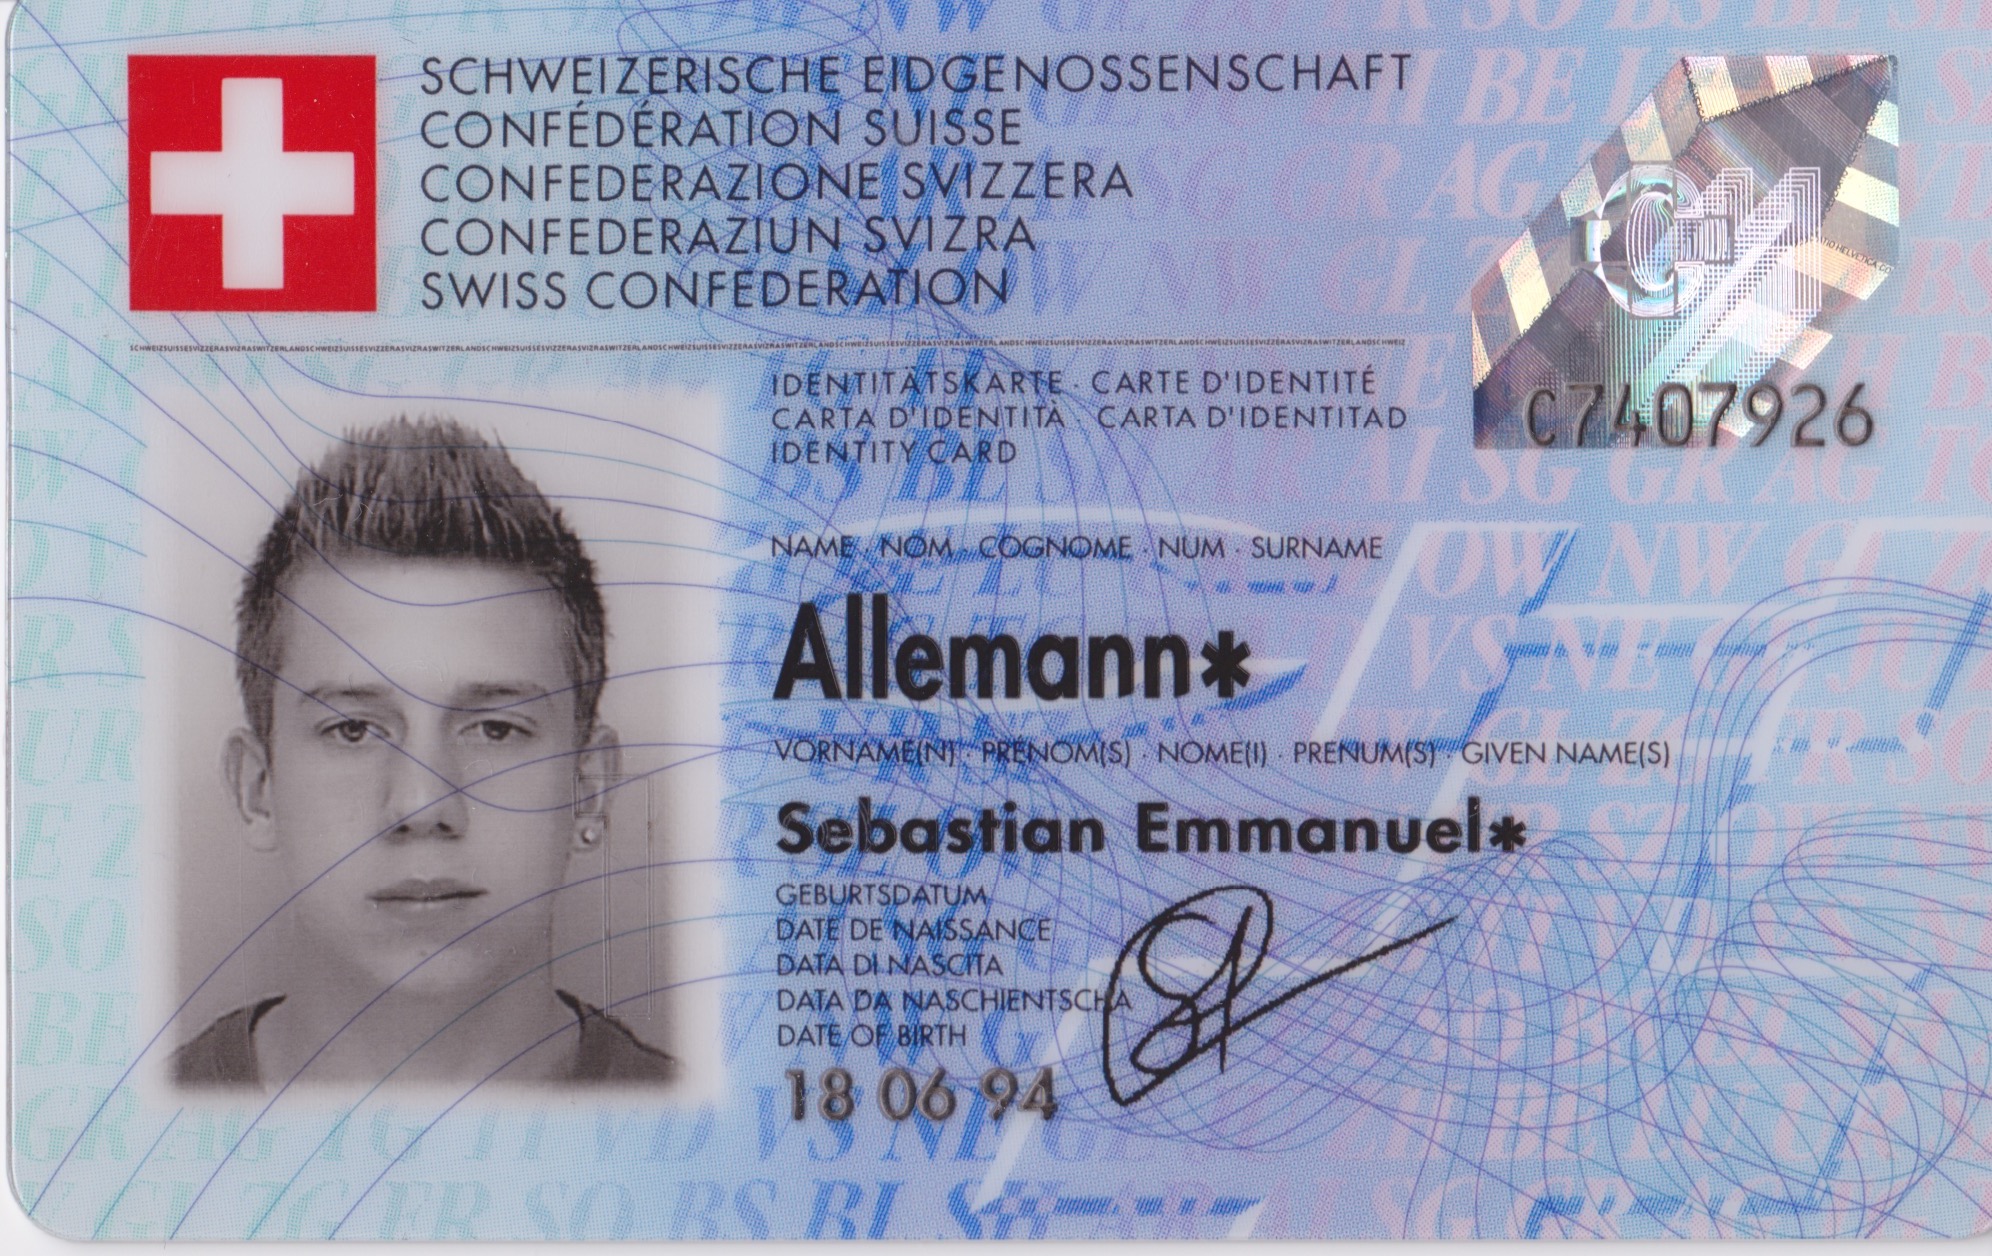 SCHWEIZERISCHE EIDGENOSSENSCHAFT
CONFÉDÉRATION SUISSE
CONFEDERAZIONE SVIZZERA
CONFEDERAZIUN SVIZRA
SWISS CONFEDERATION
IDENTITÄTSKARTE · CARTE D'IDENTITÉ
CARTA D'IDENTITÀ · CARTA D'IDENTITAD
IDENTITY CARD
C7407926
NAME · NOM · COGNOME · NUM · SURNAME
Allemann*
VORNAME(N) · PRÉNOM(S) · NOME(I) · PRENUM(S) · GIVEN NAME(S)
Sebastian Emmanuel*
GEBURTSDATUM
DATE DE NAISSANCE
DATA DI NASCITA
DATA DA NASCHIENTSCHA
DATE OF BIRTH
18 06 94